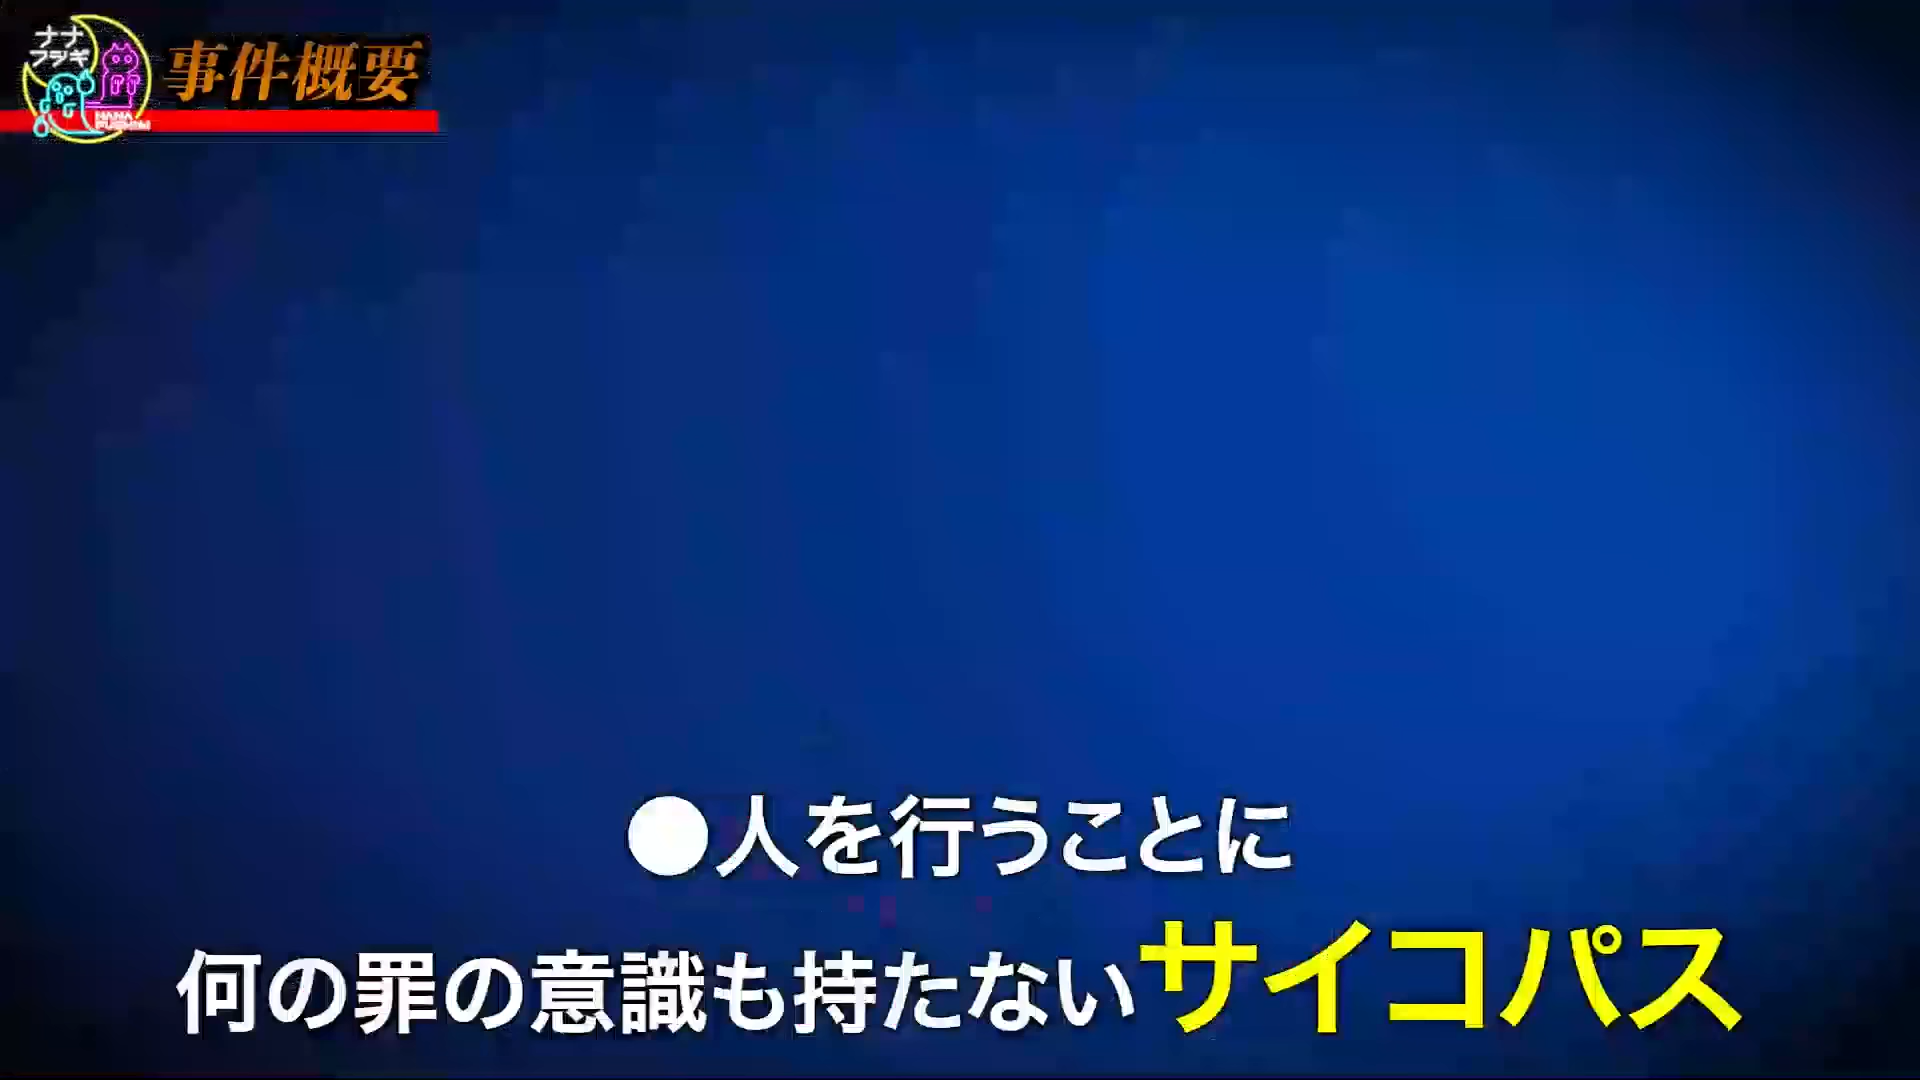 ナナ
フシギ
NANA
FUSHIGI
事件概要
●人を行うことに
何の罪の意識も持たないサイコパス